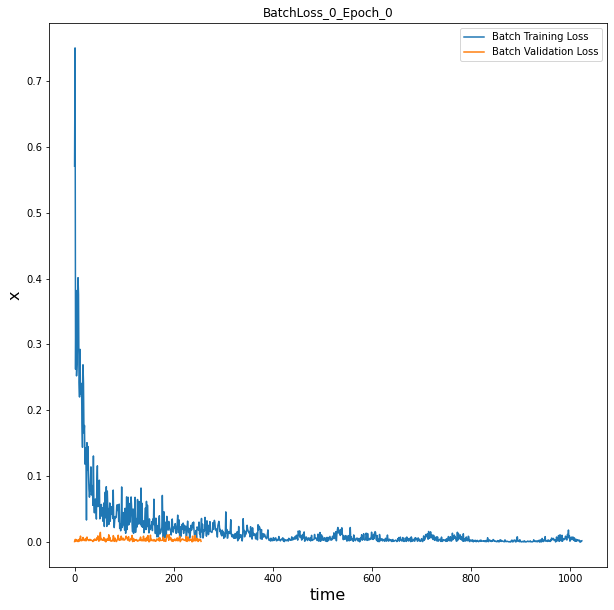 BatchLoss_0_Epoch_0
Batch Training Loss
Batch Validation Loss
0.7
0.6
0.5
0.4
0.3
0.2
0.1
0.0
x
0 200 400 600 800 1000
time